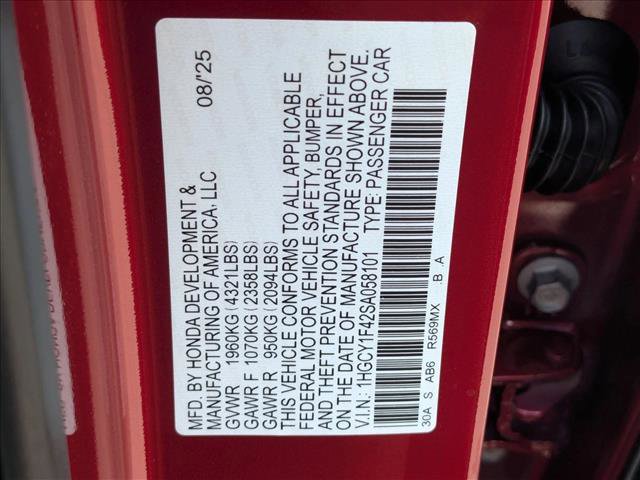 MFD. BY HONDA DEVELOPMENT &
MANUFACTURING OF AMERICA, LLC 08/'25
GVWR 1960KG (4321LBS)
GAWR F 1070KG (2358LBS)
GAWR R 950KG (2094LBS)
THIS VEHICLE CONFORMS TO ALL APPLICABLE
FEDERAL MOTOR VEHICLE SAFETY, BUMPER,
AND THEFT PREVENTION STANDARDS IN EFFECT
ON THE DATE OF MANUFACTURE SHOWN ABOVE.
V.I.N.: 1HGCY1F42SA058101 TYPE: PASSENGER CAR
30A S AB6 R569MX .B A